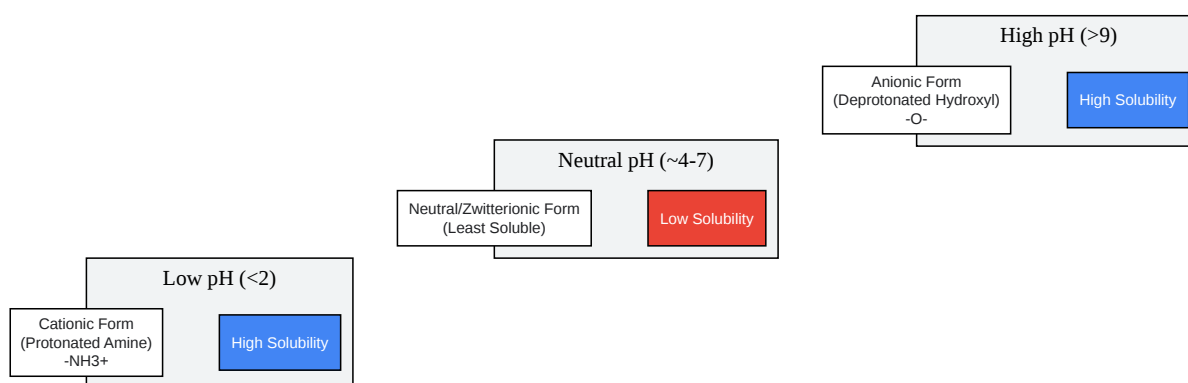 High pH (>9)
Anionic Form
(Deprotonated Hydroxyl)
-O-
High Solubility
Neutral pH (~4-7)
Neutral/Zwitterionic Form
(Least Soluble)
Low Solubility
Low pH (<2)
Cationic Form
(Protonated Amine)
-NH3+
High Solubility